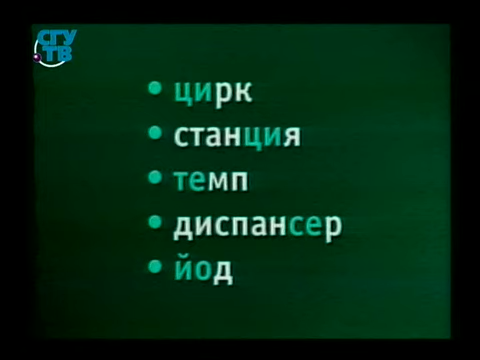 СГУ
ТВ
• цирк
• станция
• темп
• диспансер
• йод